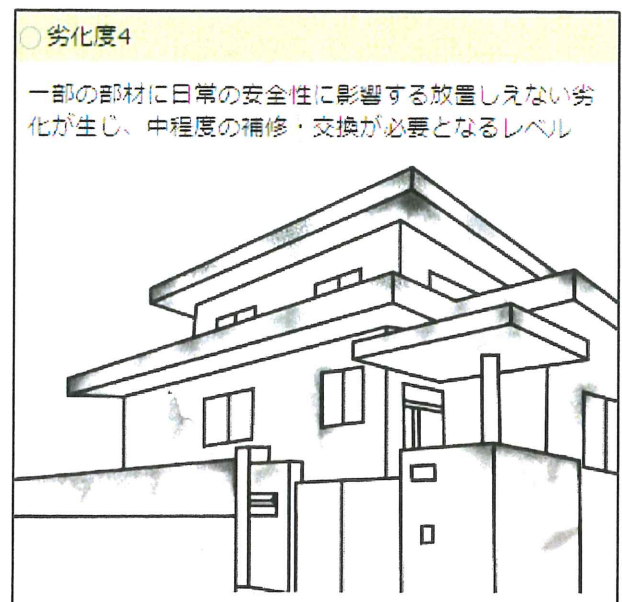 ○劣化度4
一部の部材に日常の安全性に影響する放置しえない劣
化が生じ、中程度の補修・交換が必要となるレベル